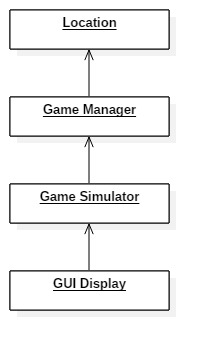 Location
Game Manager
Game Simulator
GUI Display